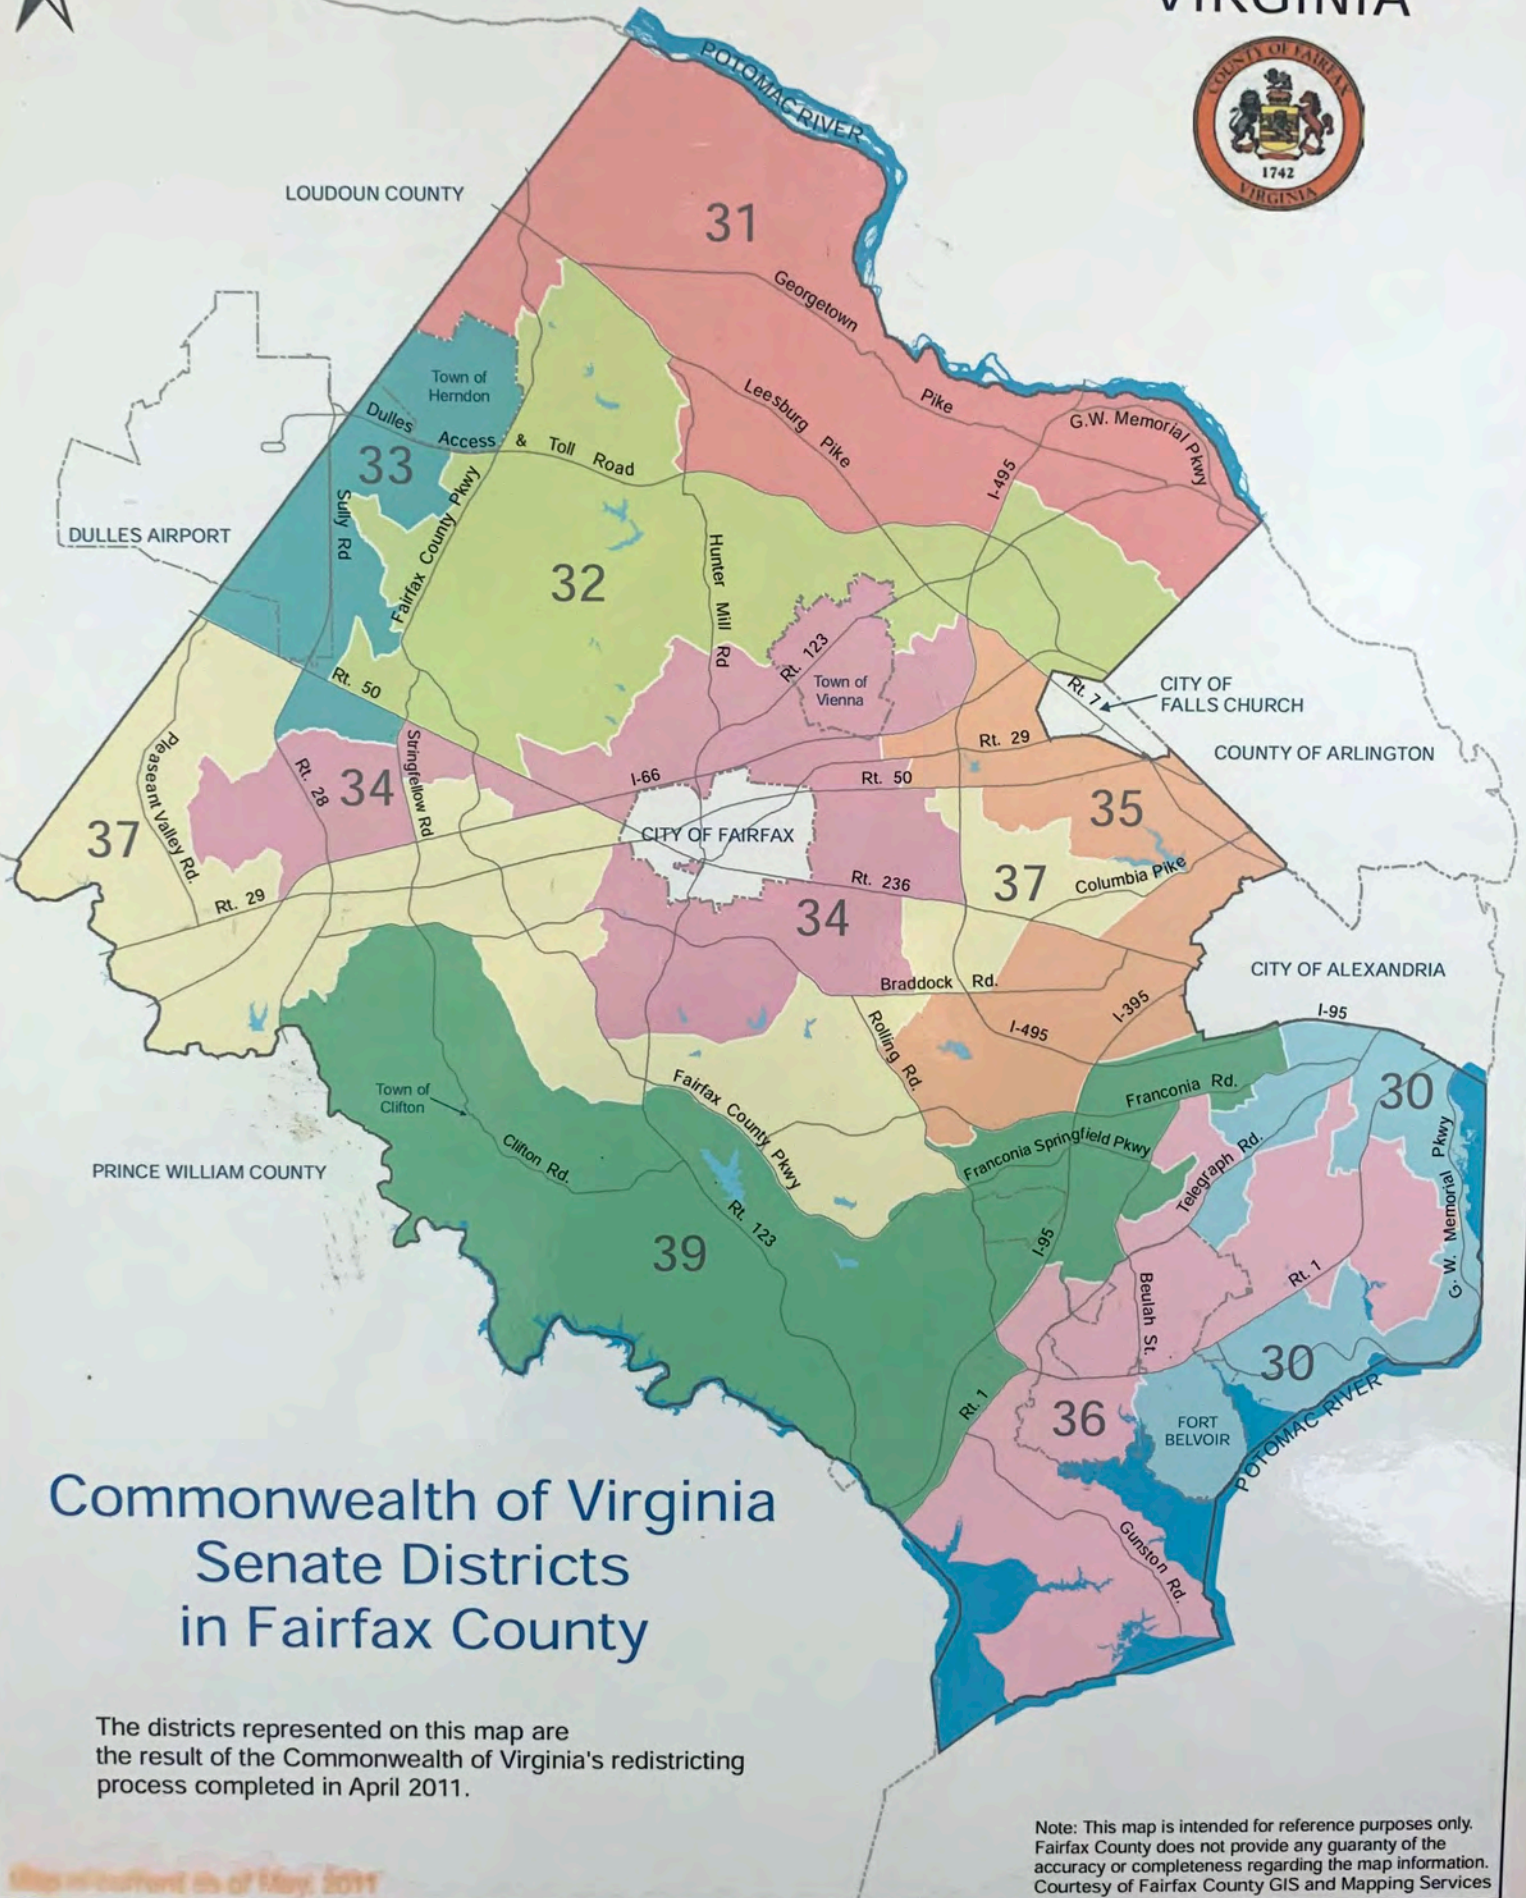 VIRGINIA
COUNTY OF FAIRFAX
1742
VIRGINIA
POTOMAC RIVER
LOUDOUN COUNTY
31
Georgetown
Pike
Leesburg Pike
G.W. Memorial Pkwy
I-495
Town of
Herndon
Dulles Access & Toll Road
33
Sully Rd
DULLES AIRPORT
Fairfax County Pkwy
32
Hunter Mill Rd
Rt. 123
Town of
Vienna
Rt. 50
Rt. 7
CITY OF
FALLS CHURCH
COUNTY OF ARLINGTON
Rt. 29
Pleaseant Valley Rd.
Rt. 28
34
Stringfellow Rd
I-66
Rt. 50
35
37
CITY OF FAIRFAX
Rt. 236
37
Columbia Pike
Rt. 29
34
Braddock Rd.
CITY OF ALEXANDRIA
I-95
I-395
I-495
Rolling Rd.
Franconia Rd.
30
Town of
Clifton
Fairfax County Pkwy
Clifton Rd.
Franconia Springfield Pkwy
Telegraph Rd.
G. W. Memorial Pkwy
PRINCE WILLIAM COUNTY
Rt. 123
39
I-95
Beulah St.
Rt. 1
30
Rt. 1
36
FORT
BELVOIR
POTOMAC RIVER
Gunston Rd.
Commonwealth of Virginia
Senate Districts
in Fairfax County
The districts represented on this map are
the result of the Commonwealth of Virginia's redistricting
process completed in April 2011.
Map is current as of May, 2011
Note: This map is intended for reference purposes only.
Fairfax County does not provide any guaranty of the
accuracy or completeness regarding the map information.
Courtesy of Fairfax County GIS and Mapping Services